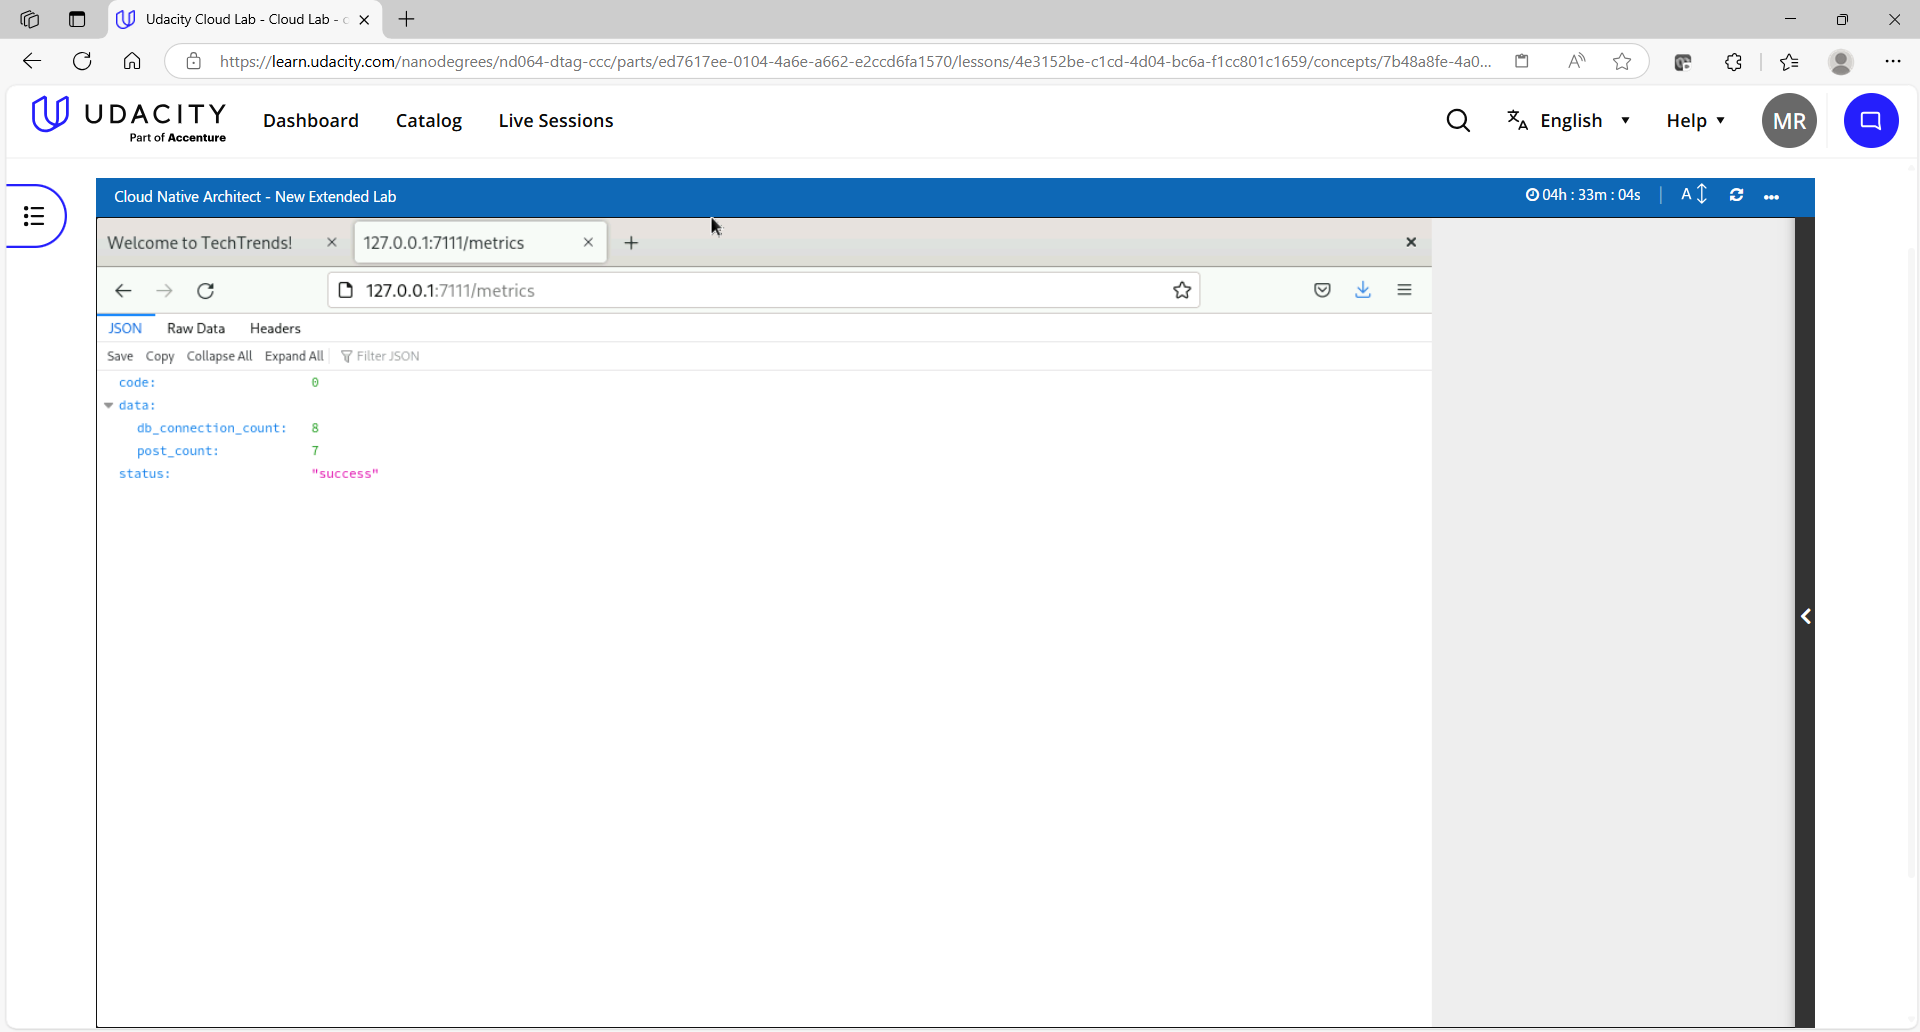 Udacity Cloud Lab - Cloud Lab -
https://learn.udacity.com/nanodegrees/nd064-dtag-ccc/parts/ed7617ee-0104-4a6e-a662-e2ccd6fa1570/lessons/4e3152be-c1cd-4d04-bc6a-f1cc801c1659/concepts/7b48a8fe-4a0...
UDACITY
Part of Accenture
Dashboard Catalog Live Sessions
English Help MR
Cloud Native Architect - New Extended Lab
04h : 33m : 04s
Welcome to TechTrends!
127.0.0.1:7111/metrics
127.0.0.1:7111/metrics
JSON Raw Data Headers
Save Copy Collapse All Expand All Filter JSON
code: 0
data:
db_connection_count: 8
post_count: 7
status: "success"